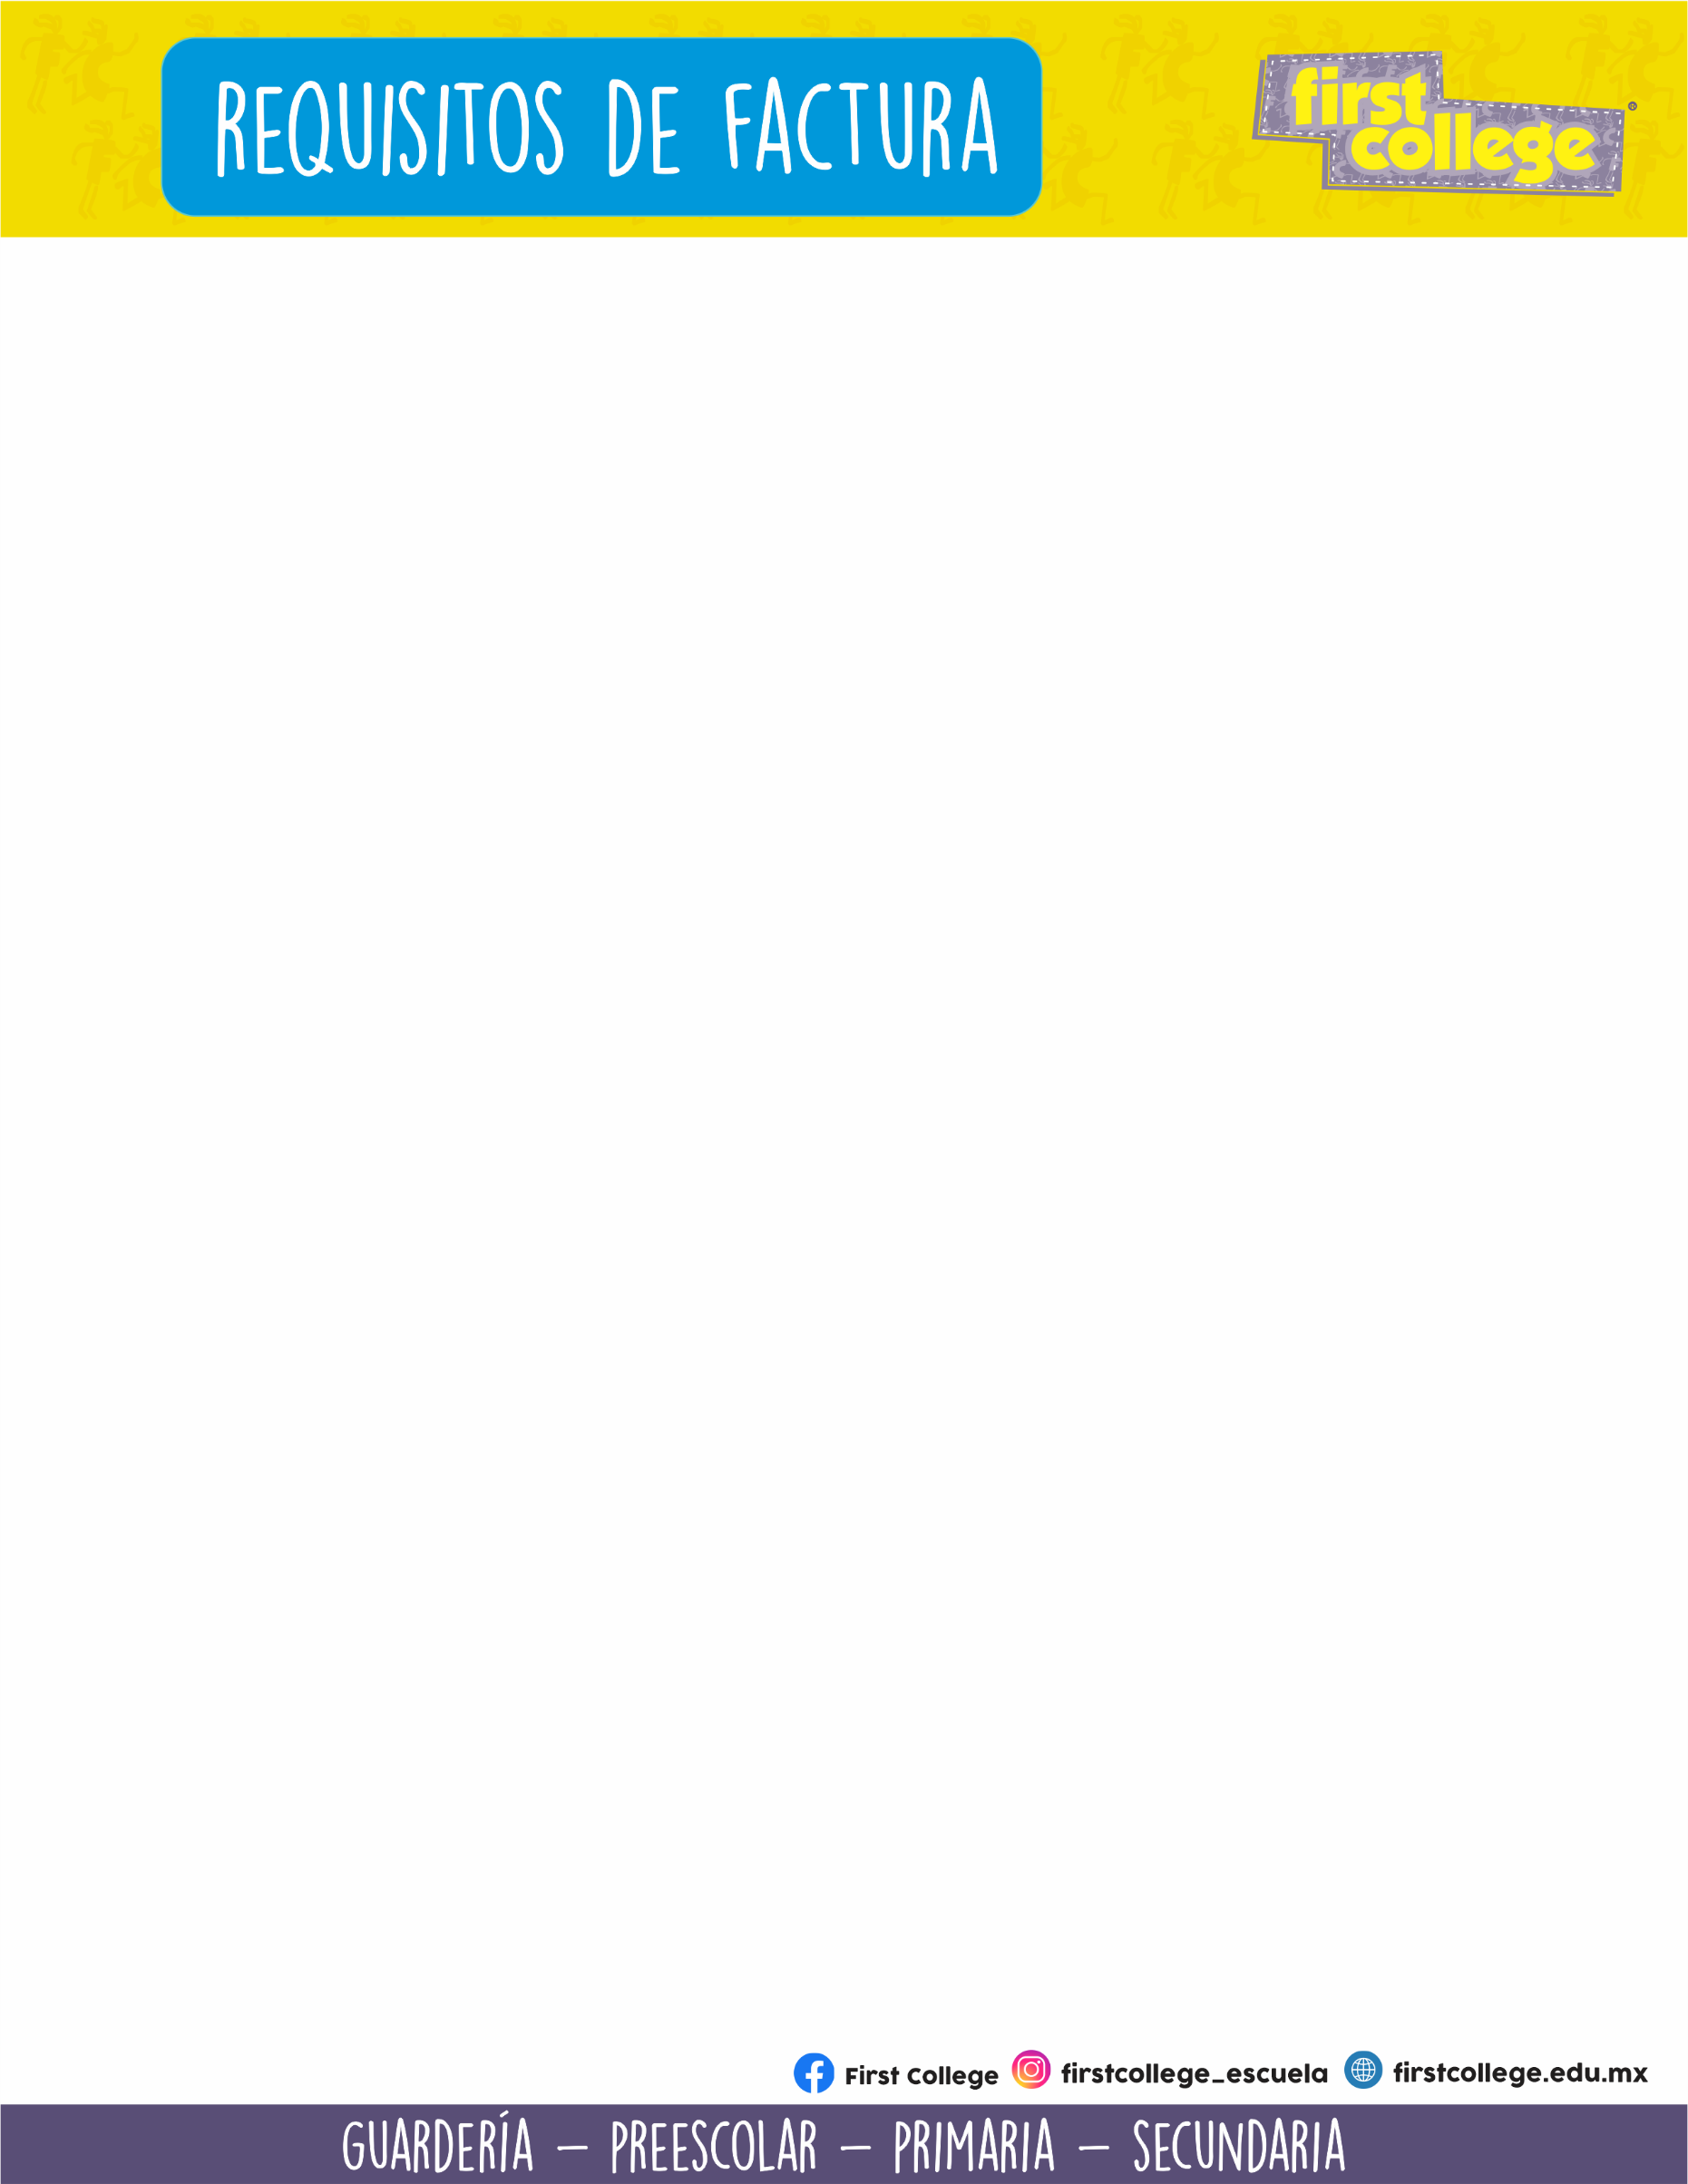 REQUISITOS DE FACTURA
first
college
®
First College firstcollege_escuela firstcollege.edu.mx
GUARDERÍA – PREESCOLAR – PRIMARIA – SECUNDARIA